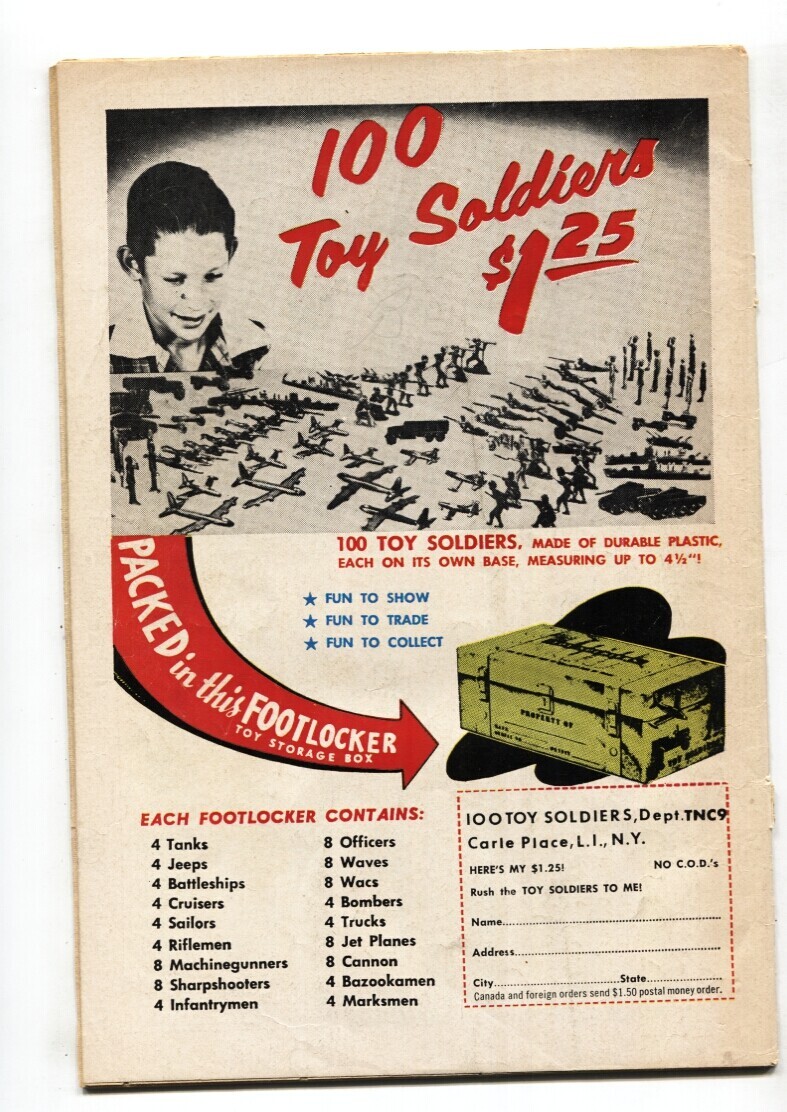 100
Toy Soldiers
$1.25
100 TOY SOLDIERS, MADE OF DURABLE PLASTIC,
EACH ON ITS OWN BASE, MEASURING UP TO 4½"!
★ FUN TO SHOW
★ FUN TO TRADE
★ FUN TO COLLECT
PACKED in this FOOTLOCKER
TOY STORAGE BOX
PROPERTY OF
EACH FOOTLOCKER CONTAINS:
4 Tanks
4 Jeeps
4 Battleships
4 Cruisers
4 Sailors
4 Riflemen
8 Machinegunners
8 Sharpshooters
4 Infantrymen
8 Officers
8 Waves
8 Wacs
4 Bombers
4 Trucks
8 Jet Planes
8 Cannon
4 Bazookamen
4 Marksmen
100 TOY SOLDIERS, Dept. TNC9
Carle Place, L.I., N.Y.
HERE'S MY $1.25! NO C.O.D.'s
Rush the TOY SOLDIERS TO ME!
Name
Address
City State
Canada and foreign orders send $1.50 postal money order.